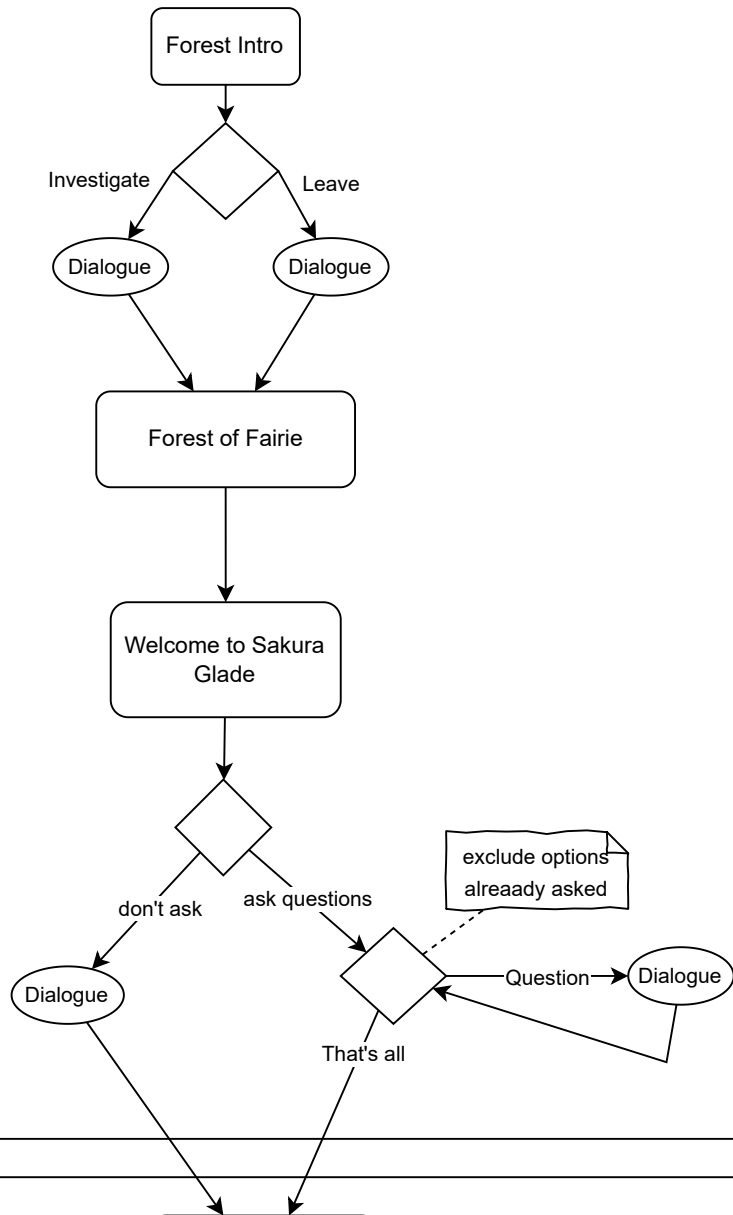 Forest Intro
Investigate
Leave
Dialogue
Dialogue
Forest of Fairie
Welcome to Sakura
Glade
exclude options
alreaady asked
don't ask
ask questions
Dialogue
Question
Dialogue
That's all